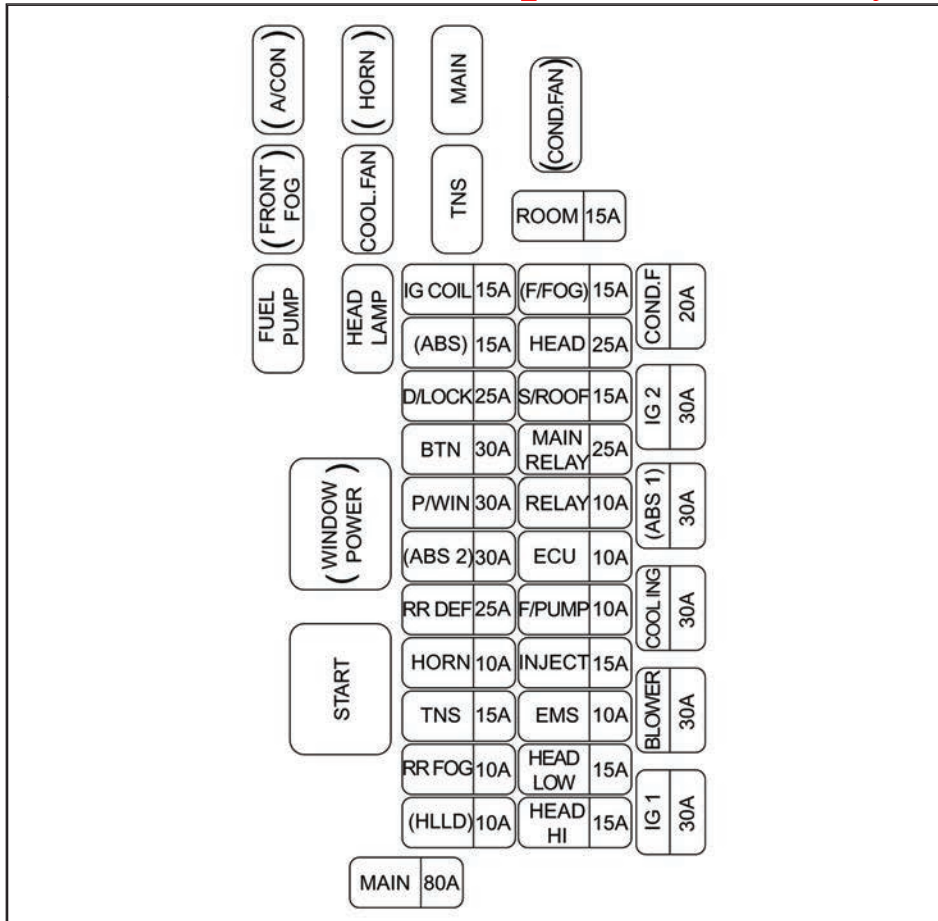 ( A/CON )
( HORN )
MAIN
(COND.FAN)
( FRONT
FOG )
COOL.FAN
TNS
ROOM 15A
FUEL
PUMP
HEAD
LAMP
IG COIL 15A
(F/FOG) 15A
COND.F 20A
(ABS) 15A
HEAD 25A
D/LOCK 25A
S/ROOF 15A
IG 2 30A
BTN 30A
MAIN
RELAY 25A
( WINDOW
POWER )
P/WIN 30A
RELAY 10A
(ABS 1) 30A
(ABS 2) 30A
ECU 10A
RR DEF 25A
F/PUMP 10A
COOLING 30A
START
HORN 10A
INJECT 15A
TNS 15A
EMS 10A
BLOWER 30A
RR FOG 10A
HEAD
LOW 15A
(HLLD) 10A
HEAD
HI 15A
IG 1 30A
MAIN 80A